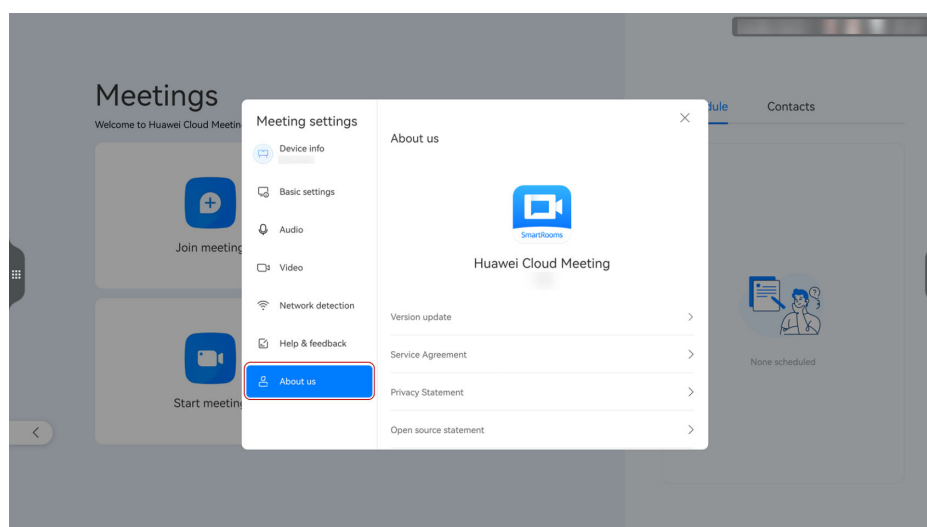 Meetings
Welcome to Huawei Cloud Meetin
Join meeting
Start meeting
Meeting settings
Device info
Basic settings
Audio
Video
Network detection
Help & feedback
About us
About us
SmartRooms
Huawei Cloud Meeting
Version update
Service Agreement
Privacy Statement
Open source statement
dule
Contacts
None scheduled